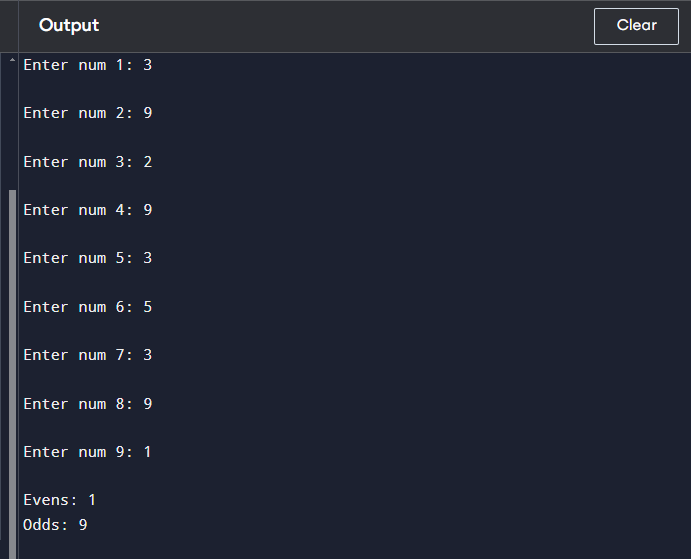 Output
Clear
Enter num 1: 3
Enter num 2: 9
Enter num 3: 2
Enter num 4: 9
Enter num 5: 3
Enter num 6: 5
Enter num 7: 3
Enter num 8: 9
Enter num 9: 1
Evens: 1
Odds: 9